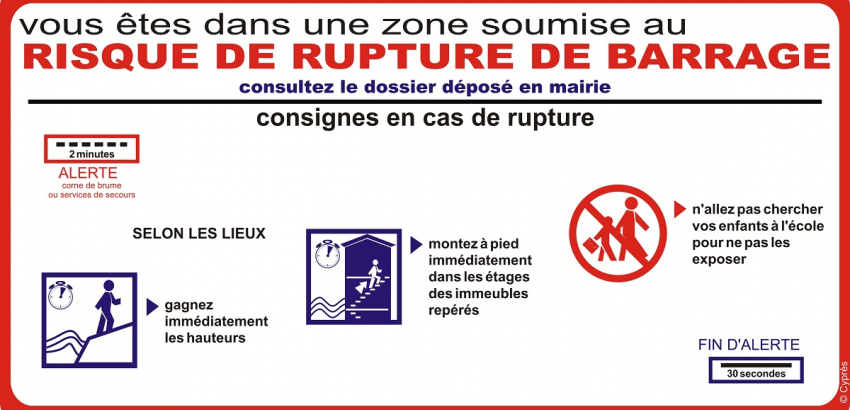 vous êtes dans une zone soumise au
RISQUE DE RUPTURE DE BARRAGE
consultez le dossier déposé en mairie
consignes en cas de rupture
2 minutes
ALERTE
corne de brume
ou services de secours
SELON LES LIEUX
gagnez
immédiatement
les hauteurs
montez à pied
immédiatement
dans les étages
des immeubles
repérés
n'allez pas chercher
vos enfants à l'école
pour ne pas les
exposer
FIN D'ALERTE
30 secondes
© Cyprès